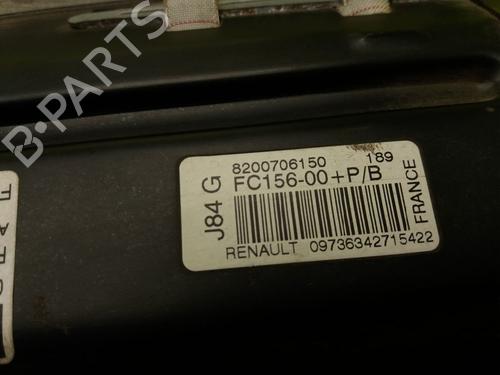 B-PARTS
8200706150 189
FC156-00+P/B
J84 G
FRANCE
RENAULT 09736342715422